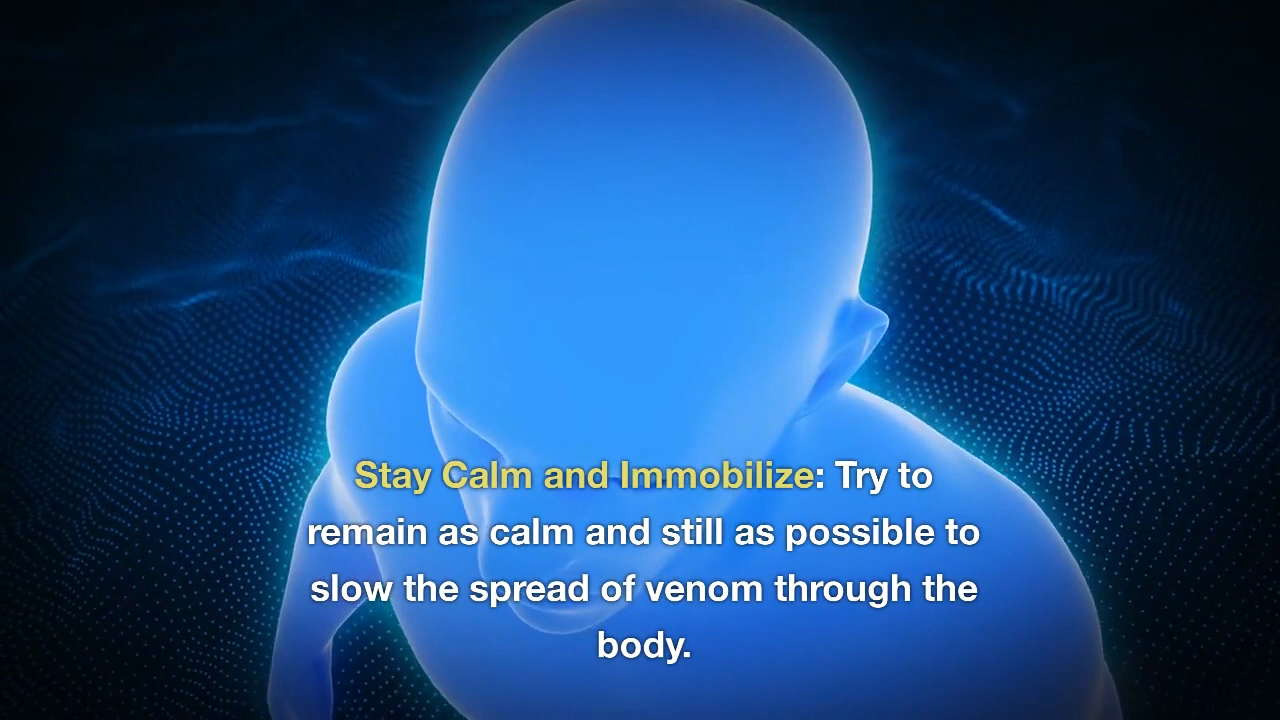 Stay Calm and Immobilize: Try to
remain as calm and still as possible to
slow the spread of venom through the
body.